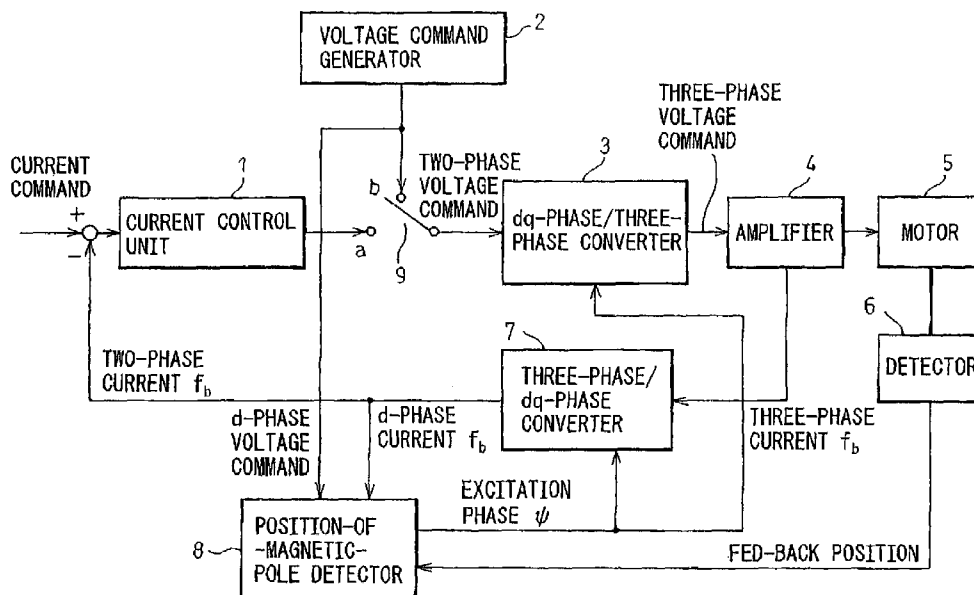 VOLTAGE COMMAND
GENERATOR
2
CURRENT
COMMAND
+
−
1
CURRENT CONTROL
UNIT
b
a
9
TWO-PHASE
VOLTAGE
COMMAND
3
dq-PHASE/THREE-
PHASE CONVERTER
THREE-PHASE
VOLTAGE
COMMAND
4
AMPLIFIER
5
MOTOR
6
DETECTOR
7
THREE-PHASE/
dq-PHASE
CONVERTER
THREE-PHASE
CURRENT fb
TWO-PHASE
CURRENT fb
d-PHASE
VOLTAGE
COMMAND
d-PHASE
CURRENT fb
EXCITATION
PHASE ψ
8
POSITION-OF
-MAGNETIC-
POLE DETECTOR
FED-BACK POSITION